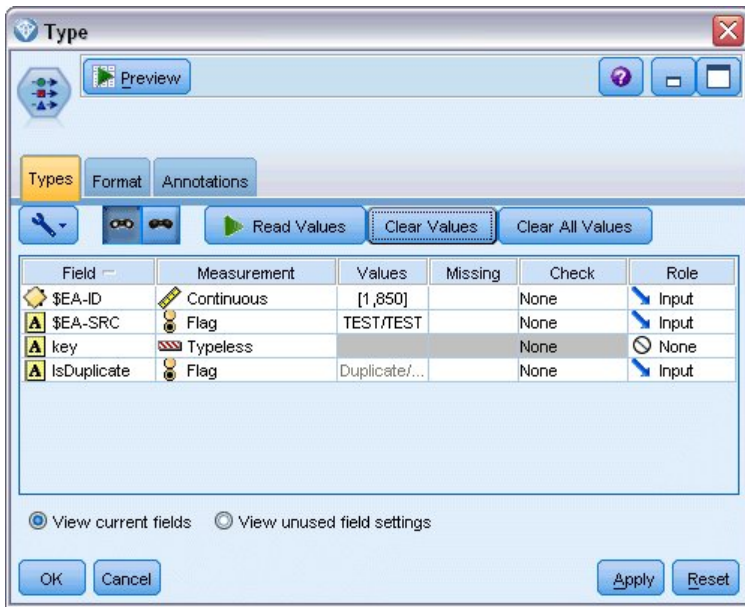 Type
Preview
Types Format Annotations
Read Values Clear Values Clear All Values
Field Measurement Values Missing Check Role
$EA-ID Continuous [1,850] None Input
A $EA-SRC Flag TEST/TEST None Input
A key Typeless None None
A IsDuplicate Flag Duplicate/... None Input
View current fields View unused field settings
OK Cancel Apply Reset